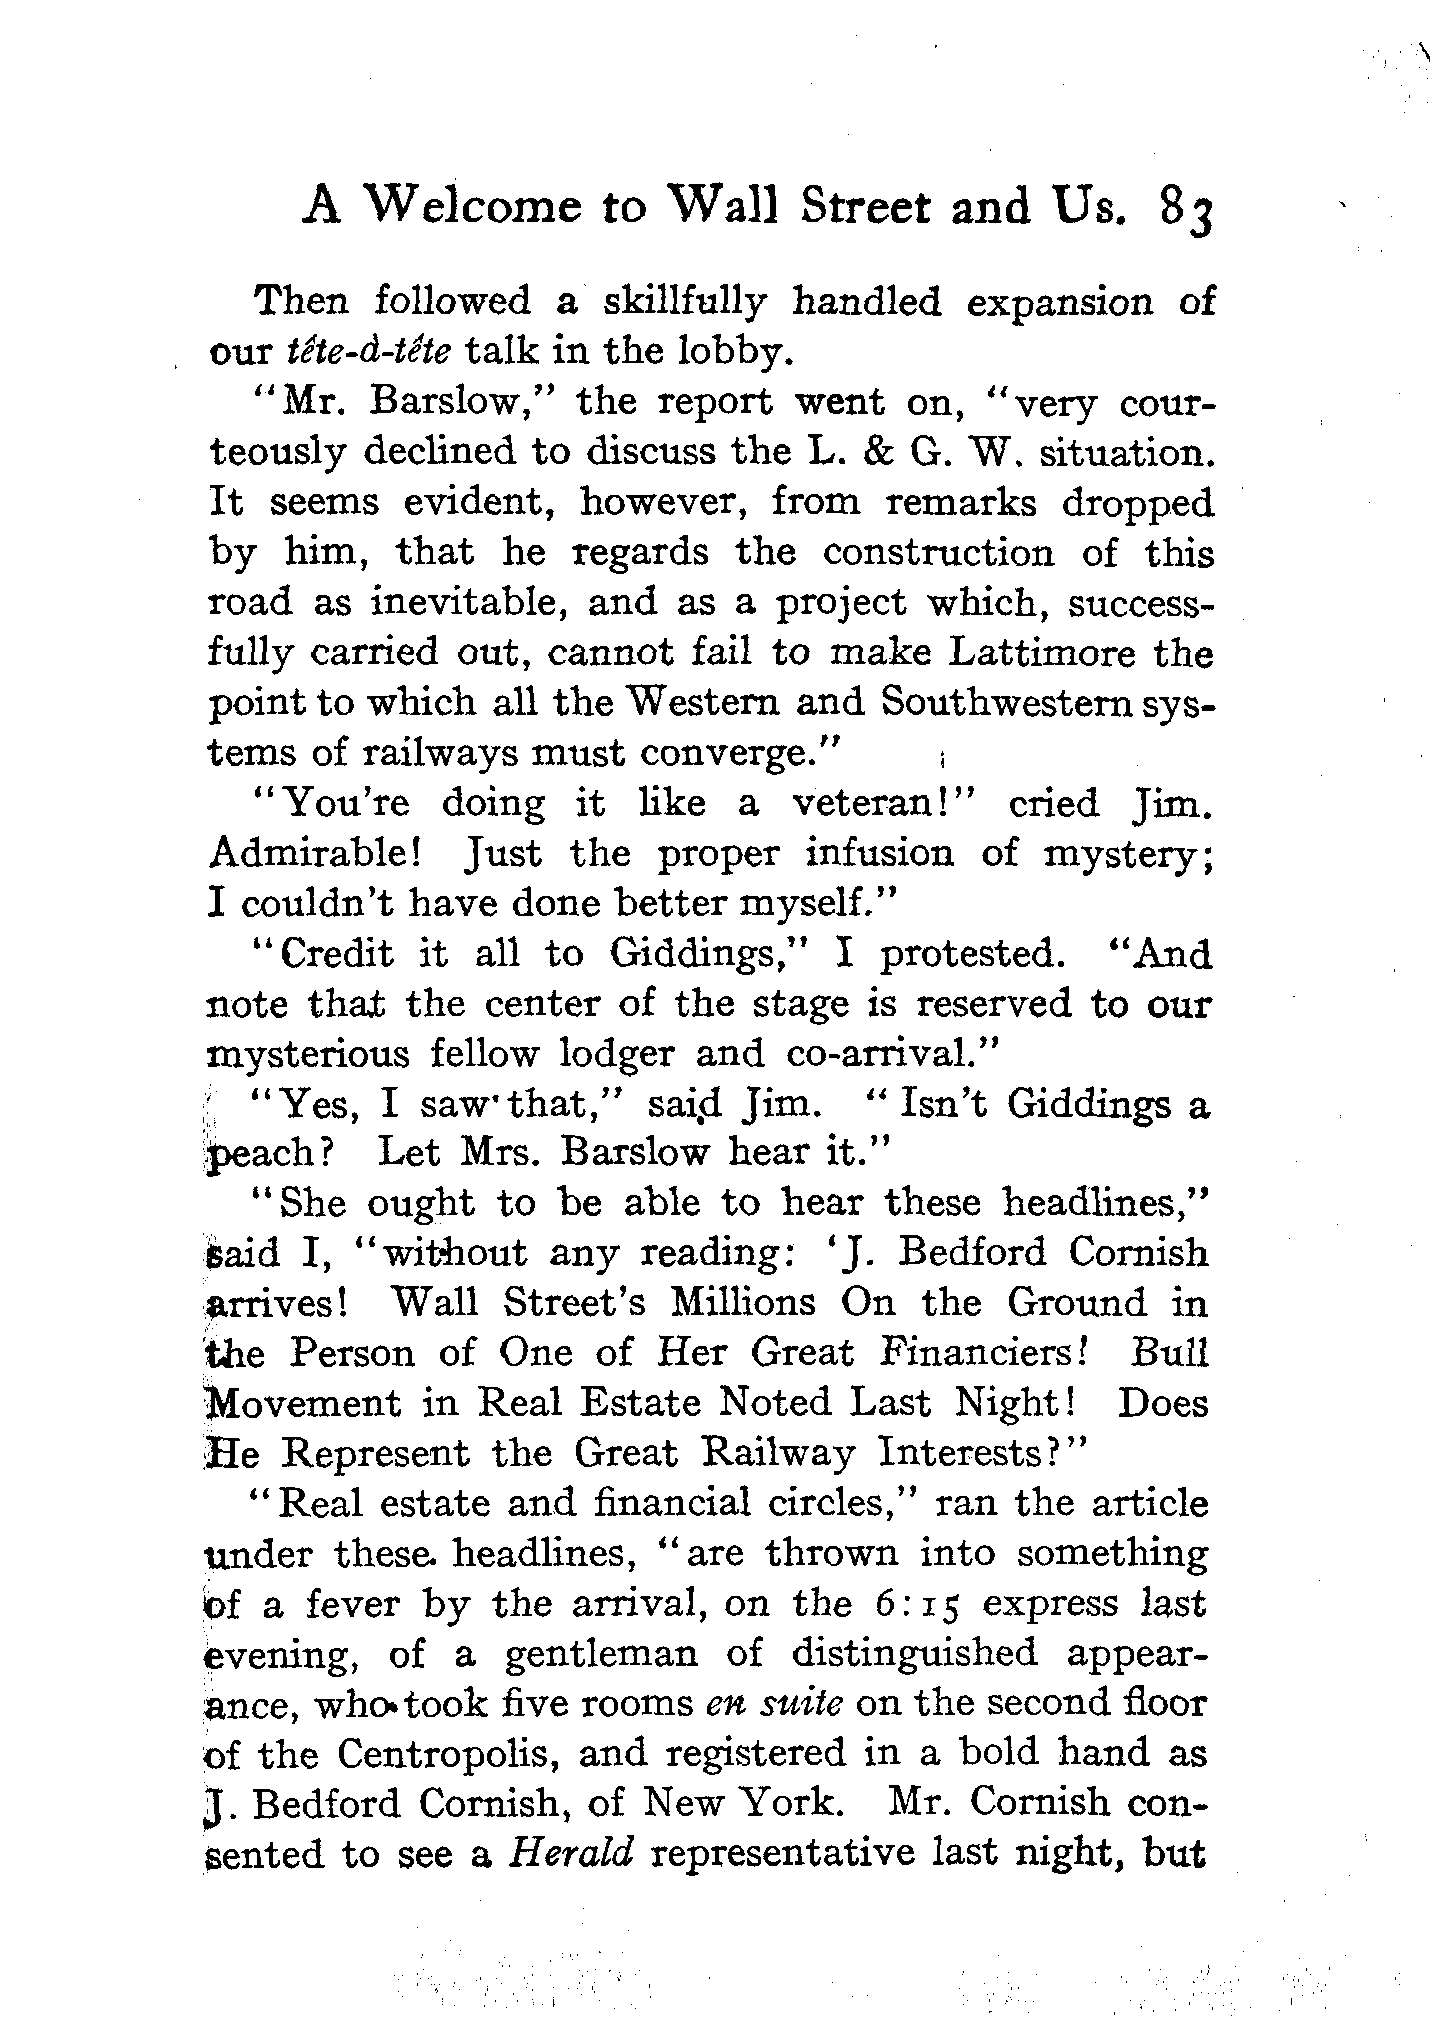 A Welcome to Wall Street and Us. 83
Then followed a skillfully handled expansion of
our tête-à-tête talk in the lobby.
"Mr. Barslow," the report went on, "very cour-
teously declined to discuss the L. & G. W. situation.
It seems evident, however, from remarks dropped
by him, that he regards the construction of this
road as inevitable, and as a project which, success-
fully carried out, cannot fail to make Lattimore the
point to which all the Western and Southwestern sys-
tems of railways must converge."
"You're doing it like a veteran!" cried Jim.
Admirable! Just the proper infusion of mystery;
I couldn't have done better myself."
"Credit it all to Giddings," I protested. "And
note that the center of the stage is reserved to our
mysterious fellow lodger and co-arrival."
"Yes, I saw that," said Jim. "Isn't Giddings a
peach? Let Mrs. Barslow hear it."
"She ought to be able to hear these headlines,"
said I, "without any reading: 'J. Bedford Cornish
arrives! Wall Street's Millions On the Ground in
the Person of One of Her Great Financiers! Bull
Movement in Real Estate Noted Last Night! Does
He Represent the Great Railway Interests?"
"Real estate and financial circles," ran the article
under these headlines, "are thrown into something
of a fever by the arrival, on the 6:15 express last
evening, of a gentleman of distinguished appear-
ance, who took five rooms en suite on the second floor
of the Centropolis, and registered in a bold hand as
J. Bedford Cornish, of New York. Mr. Cornish con-
sented to see a Herald representative last night, but